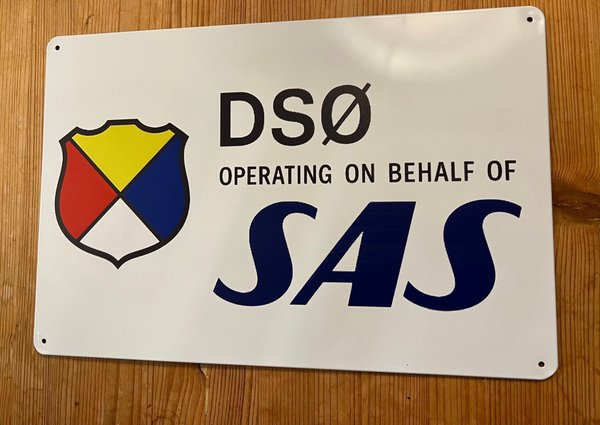 DSØ
OPERATING ON BEHALF OF
SAS